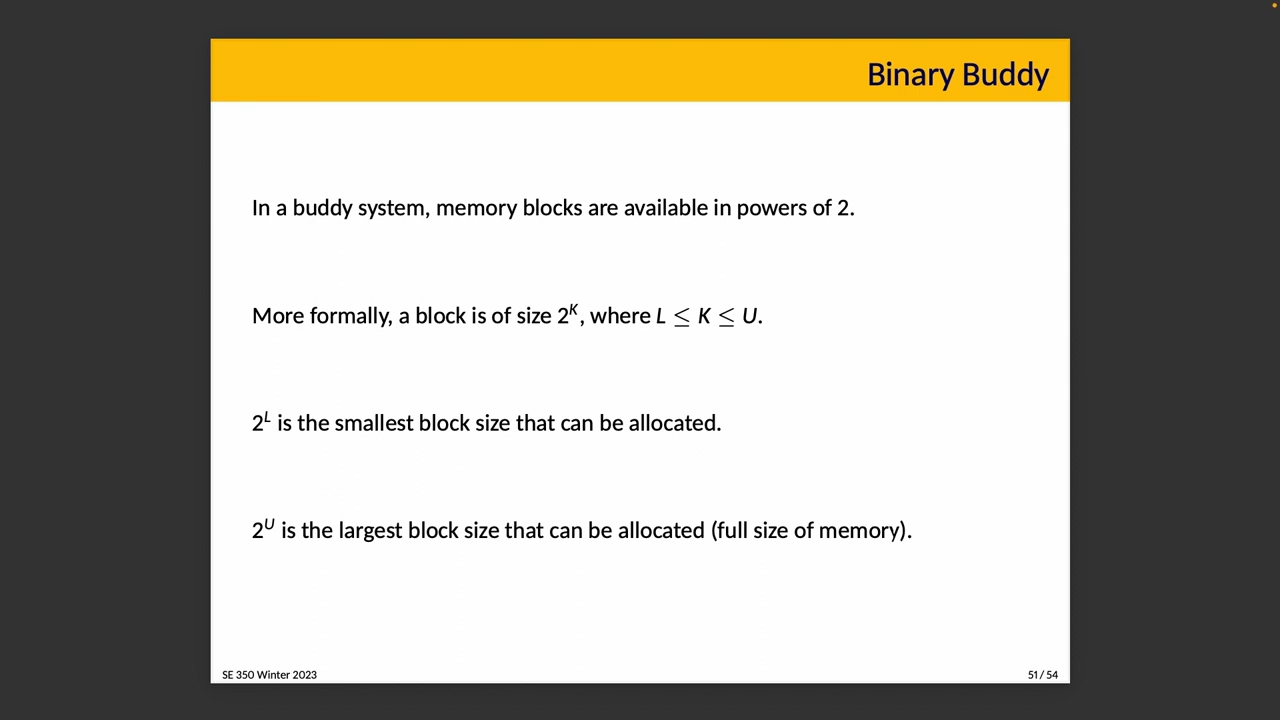 Binary Buddy
In a buddy system, memory blocks are available in powers of 2.
More formally, a block is of size 2^K, where L ≤ K ≤ U.
2^L is the smallest block size that can be allocated.
2^U is the largest block size that can be allocated (full size of memory).
SE 350 Winter 2023
51 / 54